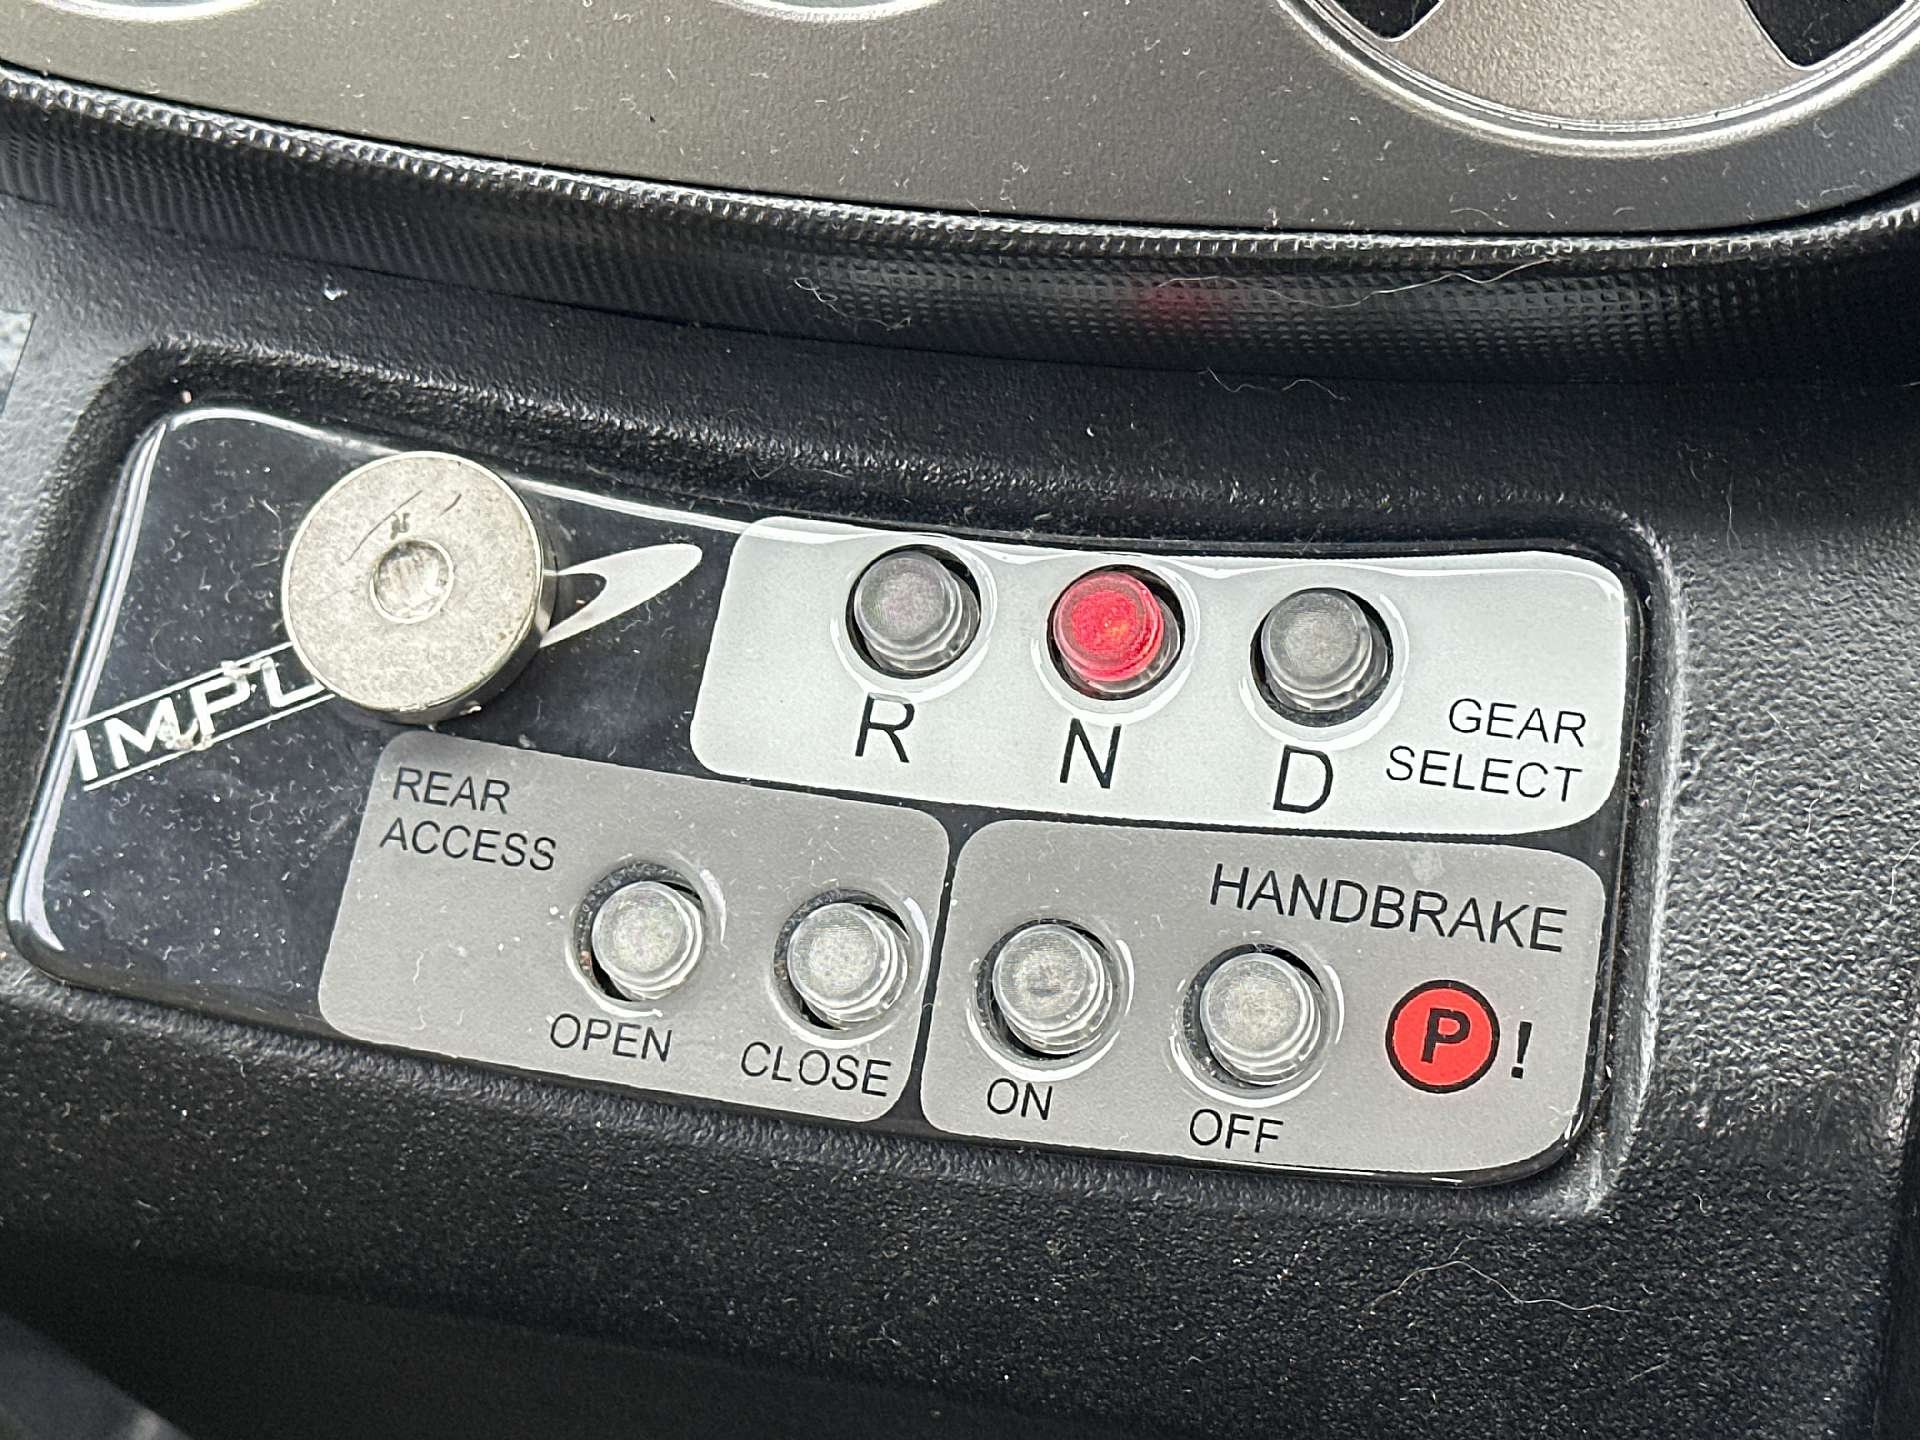 IMPL
R
N
D
GEAR
SELECT
REAR
ACCESS
OPEN
CLOSE
HANDBRAKE
ON
OFF
P!